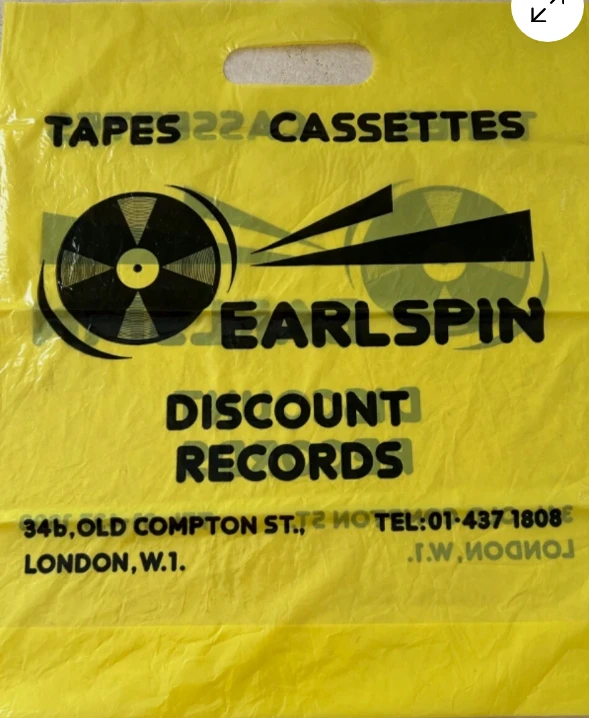 TAPES CASSETTES
EARLSPIN
DISCOUNT
RECORDS
34b, OLD COMPTON ST., TEL: 01·437 1808
LONDON, W.1.